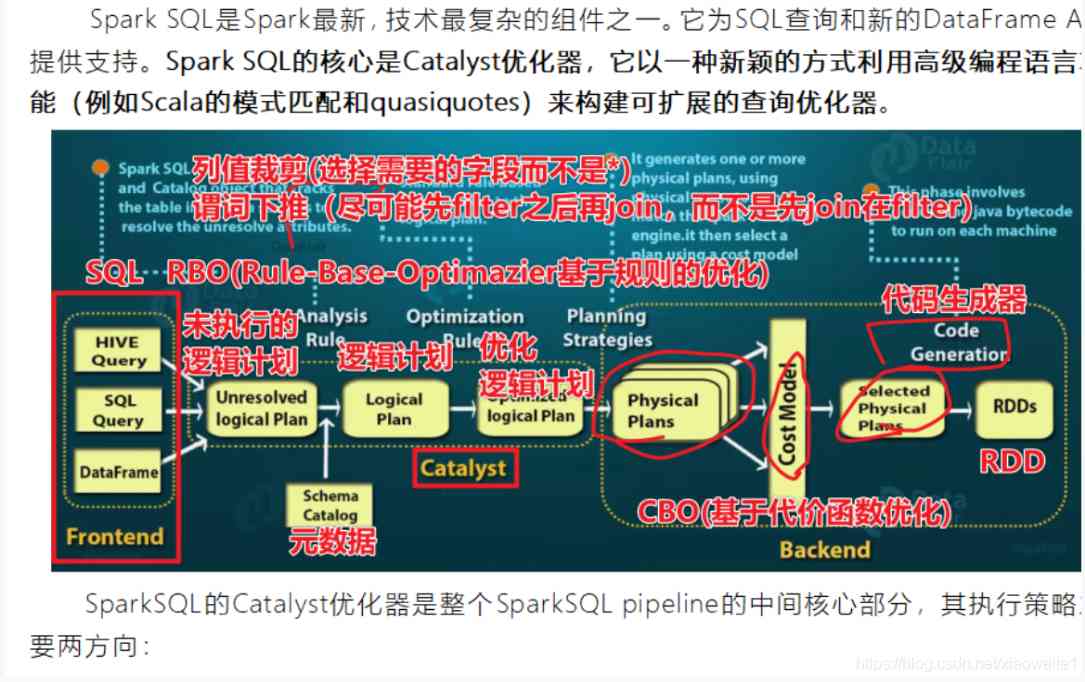 Spark SQL是Spark最新，技术最复杂的组件之一。它为SQL查询和新的DataFrame A
提供支持。Spark SQL的核心是Catalyst优化器，它以一种新颖的方式利用高级编程语言
能（例如Scala的模式匹配和quasiquotes）来构建可扩展的查询优化器。
Data
Flair
Spark SQL
列值裁剪(选择需要的字段而不是*)
It generates one or more
and Catalog object that tracks
physical plans, using
This phase involves
the table
谓词下推（尽可能先filter之后再join，而不是先join在filter）
java bytecode
resolve the unresolve attributes.
logical plan.
engine.it then select a
to run on each machine
plan using a cost model
SQL RBO(Rule-Base-Optimazier基于规则的优化)
代码生成器
未执行的
逻辑计划
Analysis
Rule
Optimization
Rule
Planning
Strategies
Code
Generation
逻辑计划
优化
逻辑计划
HIVE
Query
SQL
Query
DataFrame
Frontend
Unresolved
logical Plan
Logical
Plan
logical Plan
Physical
Plans
Cost Model
Selected
Physical
Plans
RDDs
RDD
Catalyst
Schema
Catalog
元数据
CBO(基于代价函数优化)
Backend
SparkSQL的Catalyst优化器是整个SparkSQL pipeline的中间核心部分，其执行策略
要两方向：